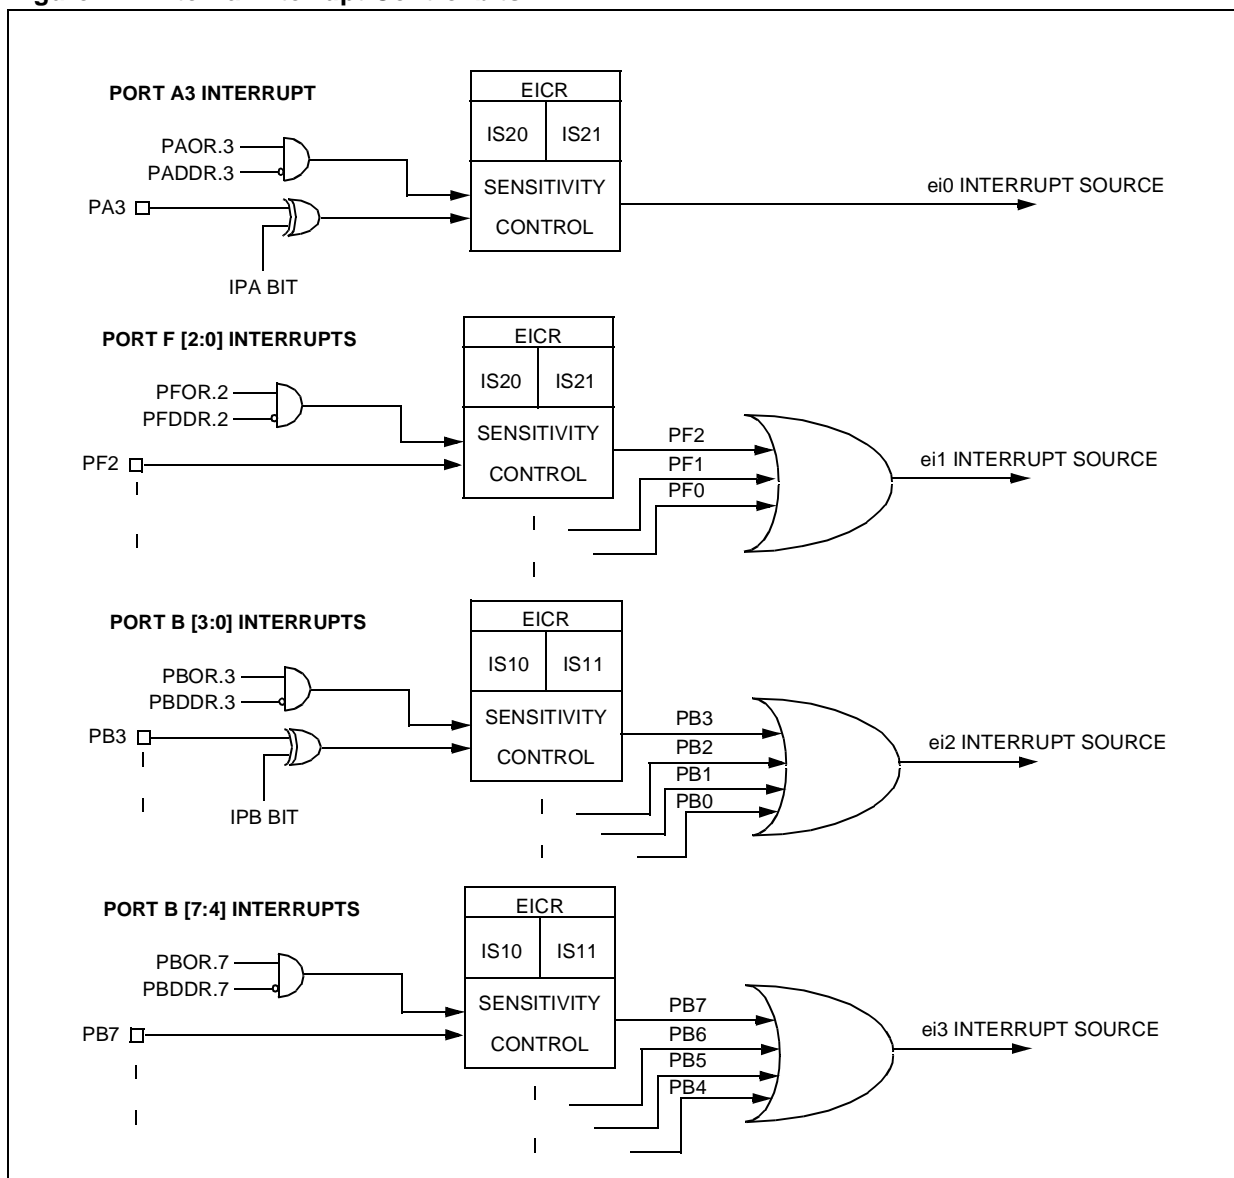 PORT A3 INTERRUPT
EICR
IS20 IS21
PAOR.3
PADDR.3
SENSITIVITY
CONTROL
PA3
IPA BIT
ei0 INTERRUPT SOURCE
PORT F [2:0] INTERRUPTS
EICR
IS20 IS21
PFOR.2
PFDDR.2
SENSITIVITY
CONTROL
PF2
PF2
PF1
PF0
ei1 INTERRUPT SOURCE
PORT B [3:0] INTERRUPTS
EICR
IS10 IS11
PBOR.3
PBDDR.3
SENSITIVITY
CONTROL
PB3
IPB BIT
PB3
PB2
PB1
PB0
ei2 INTERRUPT SOURCE
PORT B [7:4] INTERRUPTS
EICR
IS10 IS11
PBOR.7
PBDDR.7
SENSITIVITY
CONTROL
PB7
PB7
PB6
PB5
PB4
ei3 INTERRUPT SOURCE